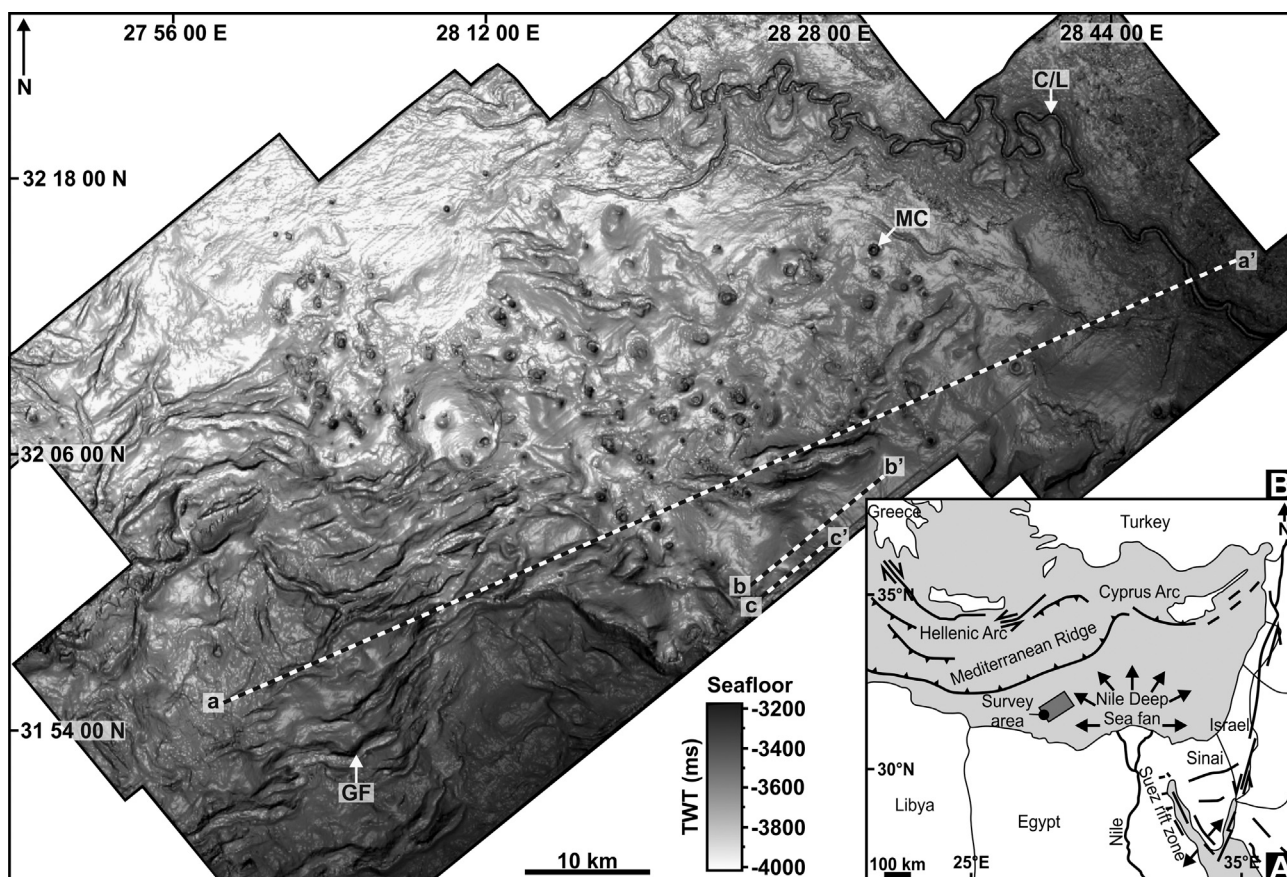 27 56 00 E
28 12 00 E
28 28 00 E
28 44 00 E
N
C/L
32 18 00 N
MC
a'
32 06 00 N
b'
c'
b
c
a
31 54 00 N
GF
10 km
Seafloor
TWT (ms)
-3200
-3400
-3600
-3800
-4000
B
Greece
Turkey
N
35°N
Cyprus Arc
Hellenic Arc
Mediterranean Ridge
Survey
area
Nile Deep
Sea fan
Israel
Sinai
30°N
Libya
Egypt
Nile
Suez rift zone
100 km
25°E
35°E
A